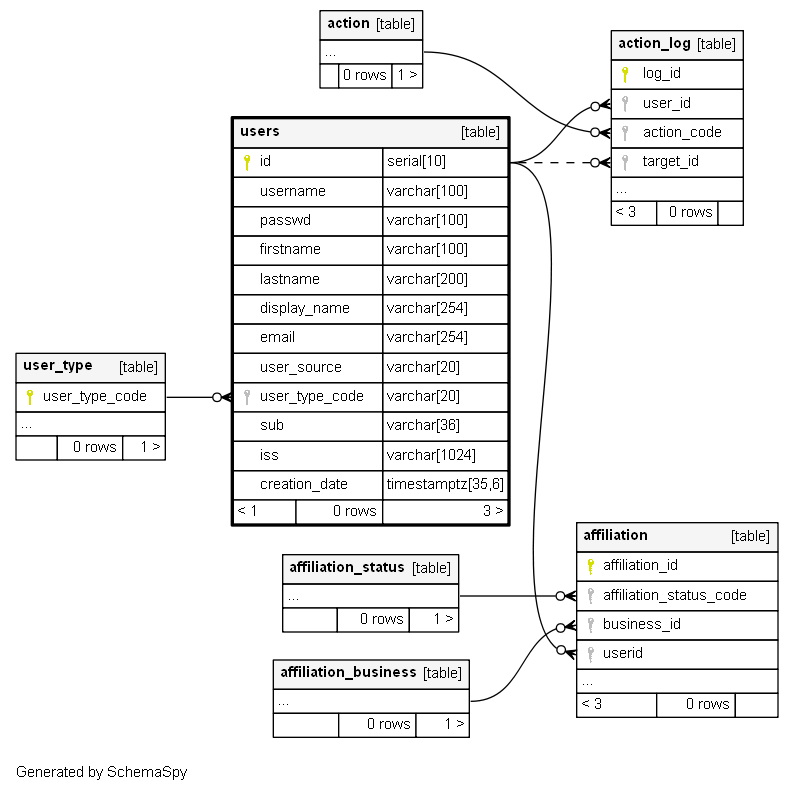 action [table]
...
0 rows 1 >
action_log [table]
log_id
user_id
action_code
target_id
...
< 3 0 rows
users [table]
id serial[10]
username varchar[100]
passwd varchar[100]
firstname varchar[100]
lastname varchar[200]
display_name varchar[254]
email varchar[254]
user_source varchar[20]
user_type_code varchar[20]
sub varchar[36]
iss varchar[1024]
creation_date timestamptz[35,6]
< 1 0 rows 3 >
user_type [table]
user_type_code
...
0 rows 1 >
affiliation_status [table]
...
0 rows 1 >
affiliation [table]
affiliation_id
affiliation_status_code
business_id
userid
...
< 3 0 rows
affiliation_business [table]
...
0 rows 1 >
Generated by SchemaSpy